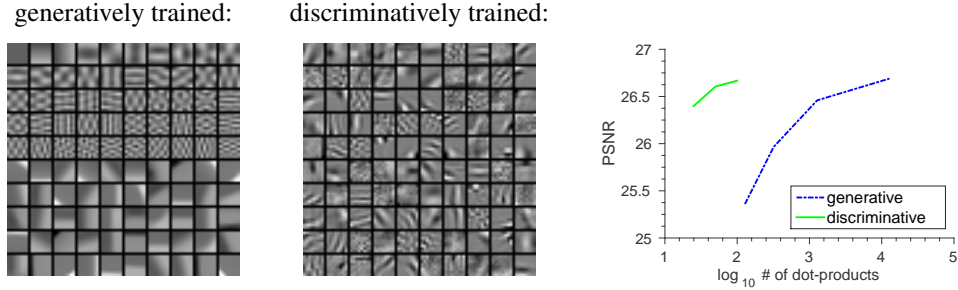 generatively trained:
discriminatively trained:
27
26.5
26
25.5
25
PSNR
1
2
3
4
5
log10 # of dot-products
generative
discriminative